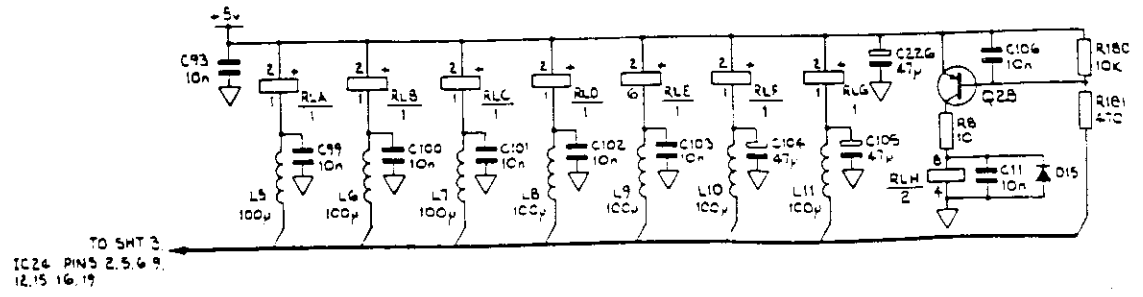 +5v
C93
10n
2
1
RLA
1
C99
10n
L5
100µ
2
1
RLB
1
C100
10n
L6
100µ
2
1
RLC
1
C101
10n
L7
100µ
2
1
RLD
1
C102
10n
L8
100µ
2
6
RLE
1
C103
10n
L9
100µ
2
1
RLF
1
C104
47µ
L10
100µ
2
1
RLG
1
C105
47µ
L11
100µ
C226
47µ
C106
10n
R180
10K
Q28
R181
470
R8
10
8
RLH
2
4
C11
10n
D15
TO SHT 3.
IC26 PINS 2,5,6,9,
12,15,16,19